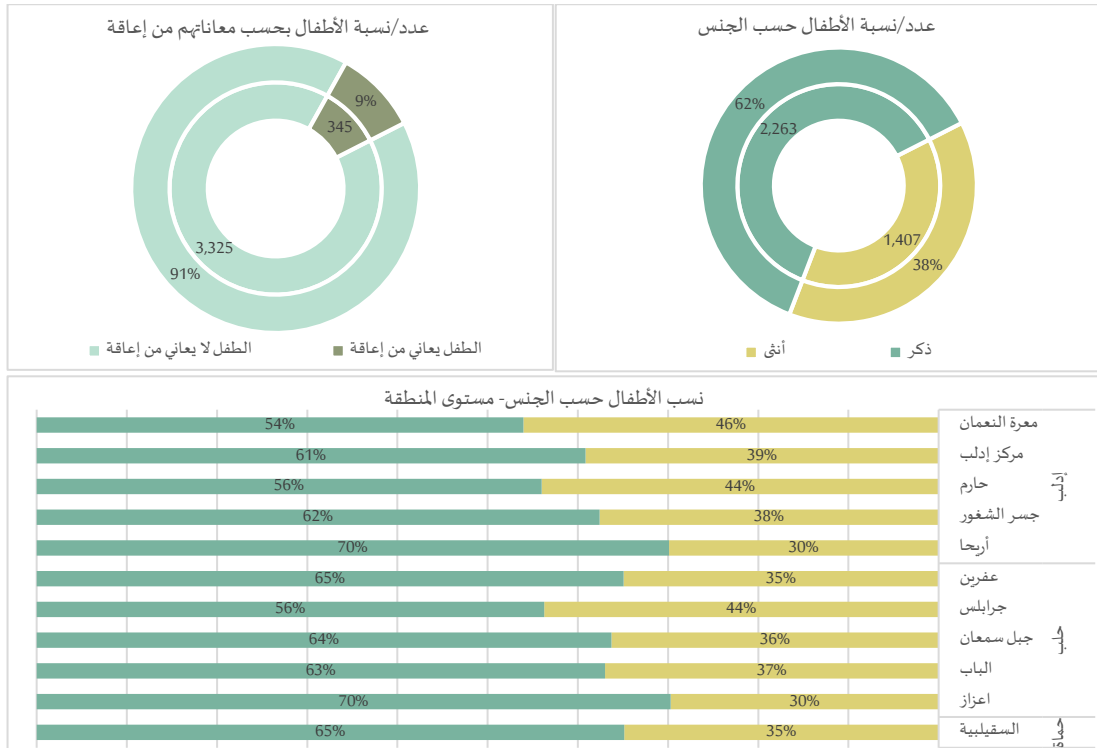 عدد/نسبة الأطفال حسب الجنس
62%
2,263
1,407
38%
ذكر
أنثى
عدد/نسبة الأطفال بحسب معاناتهم من إعاقة
9%
345
3,325
91%
الطفل يعاني من إعاقة
الطفل لا يعاني من إعاقة
نسب الأطفال حسب الجنس- مستوى المنطقة
إدلب
معرة النعمان 46% 54%
مركز إدلب 39% 61%
حارم 44% 56%
جسر الشغور 38% 62%
أريحا 30% 70%
حلب
عفرين 35% 65%
جرابلس 44% 56%
جبل سمعان 36% 64%
الباب 37% 63%
اعزاز 30% 70%
حماة
السقيلبية 35% 65%